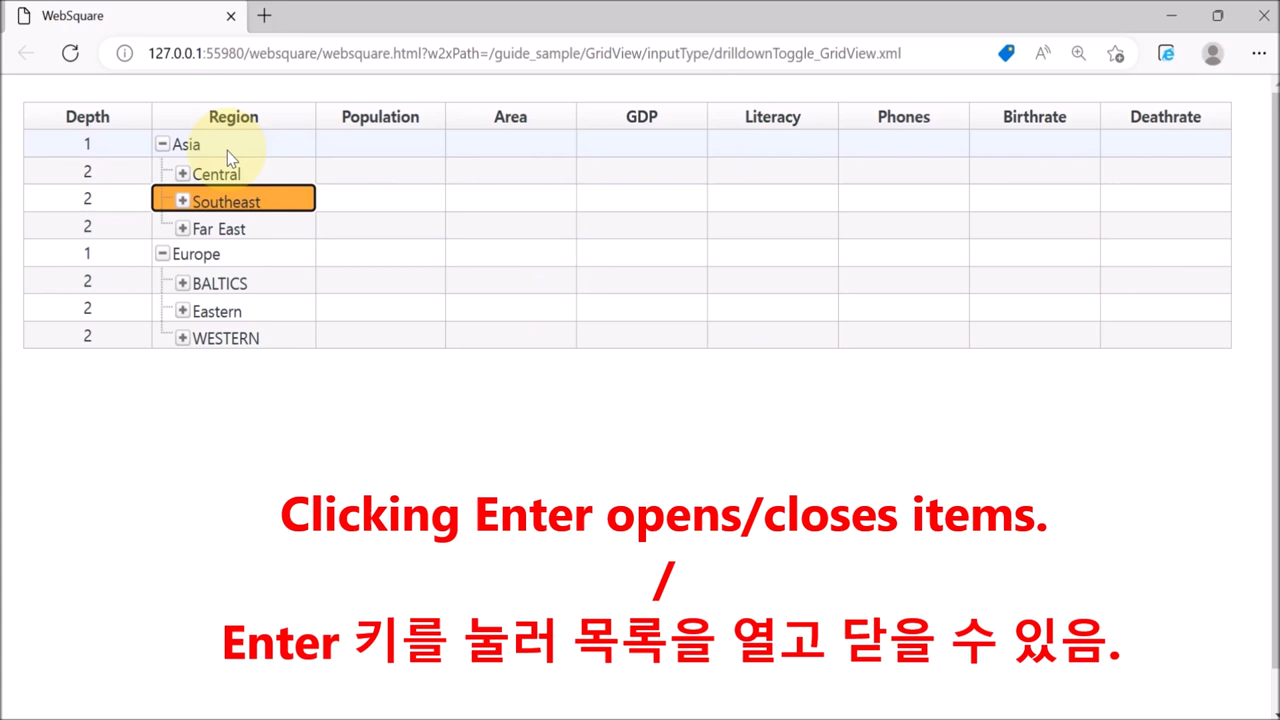 WebSquare
127.0.0.1:55980/websquare/websquare.html?w2xPath=/guide_sample/GridView/inputType/drilldownToggle_GridView.xml
Depth Region Population Area GDP Literacy Phones Birthrate Deathrate
1 Asia
2 Central
2 Southeast
2 Far East
1 Europe
2 BALTICS
2 Eastern
2 WESTERN
Clicking Enter opens/closes items.
/
Enter 키를 눌러 목록을 열고 닫을 수 있음.